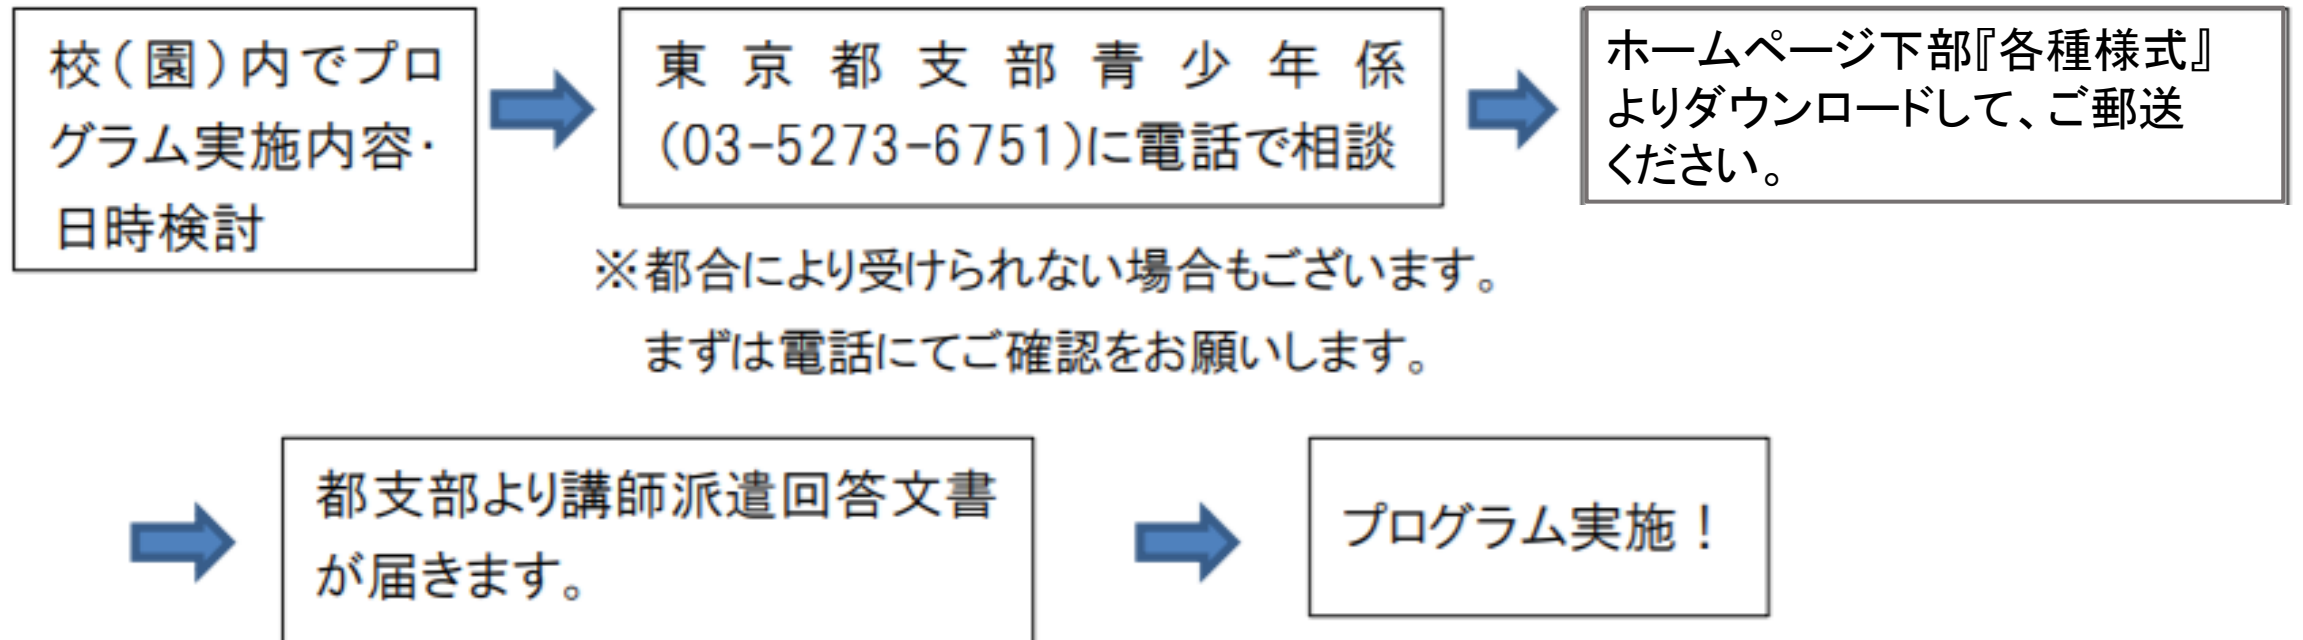 校(園)内でプロ
グラム実施内容・
日時検討
東京都支部青少年係
(03-5273-6751)に電話で相談
ホームページ下部『各種様式』
よりダウンロードして、ご郵送
ください。
※都合により受けられない場合もございます。
まずは電話にてご確認をお願いします。
都支部より講師派遣回答文書
が届きます。
プログラム実施!